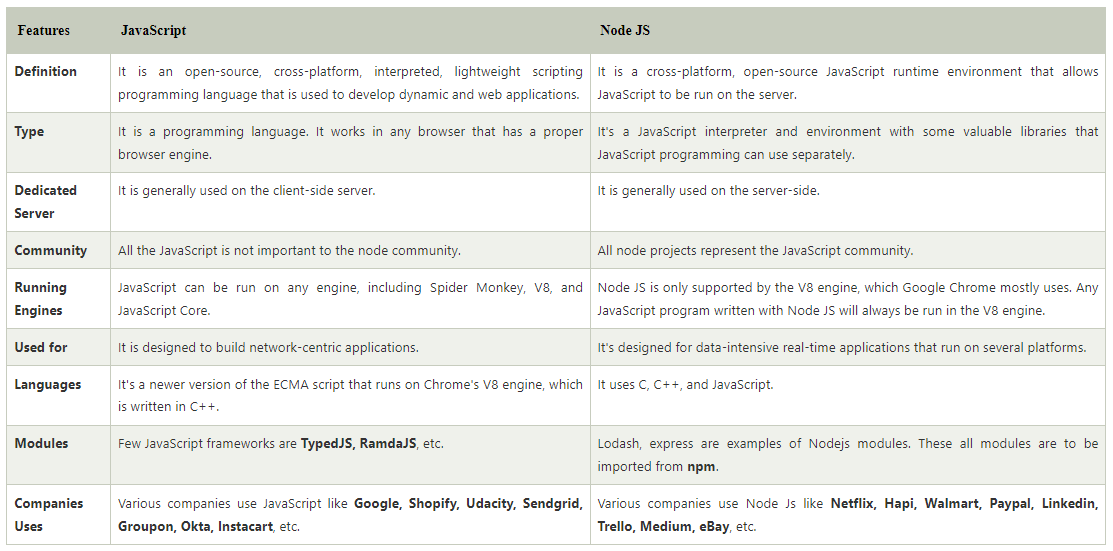 Features JavaScript Node JS
Definition It is an open-source, cross-platform, interpreted, lightweight scripting It is a cross-platform, open-source JavaScript runtime environment that allows
programming language that is used to develop dynamic and web applications. JavaScript to be run on the server.
Type It is a programming language. It works in any browser that has a proper It's a JavaScript interpreter and environment with some valuable libraries that
browser engine. JavaScript programming can use separately.
Dedicated It is generally used on the client-side server. It is generally used on the server-side.
Server
Community All the JavaScript is not important to the node community. All node projects represent the JavaScript community.
Running JavaScript can be run on any engine, including Spider Monkey, V8, and Node JS is only supported by the V8 engine, which Google Chrome mostly uses. Any
Engines JavaScript Core. JavaScript program written with Node JS will always be run in the V8 engine.
Used for It is designed to build network-centric applications. It's designed for data-intensive real-time applications that run on several platforms.
Languages It's a newer version of the ECMA script that runs on Chrome's V8 engine, which It uses C, C++, and JavaScript.
is written in C++.
Modules Few JavaScript frameworks are TypedJS, RamdaJS, etc. Lodash, express are examples of Nodejs modules. These all modules are to be
imported from npm.
Companies Various companies use JavaScript like Google, Shopify, Udacity, Sendgrid, Various companies use Node Js like Netflix, Hapi, Walmart, Paypal, Linkedin,
Uses Groupon, Okta, Instacart, etc. Trello, Medium, eBay, etc.